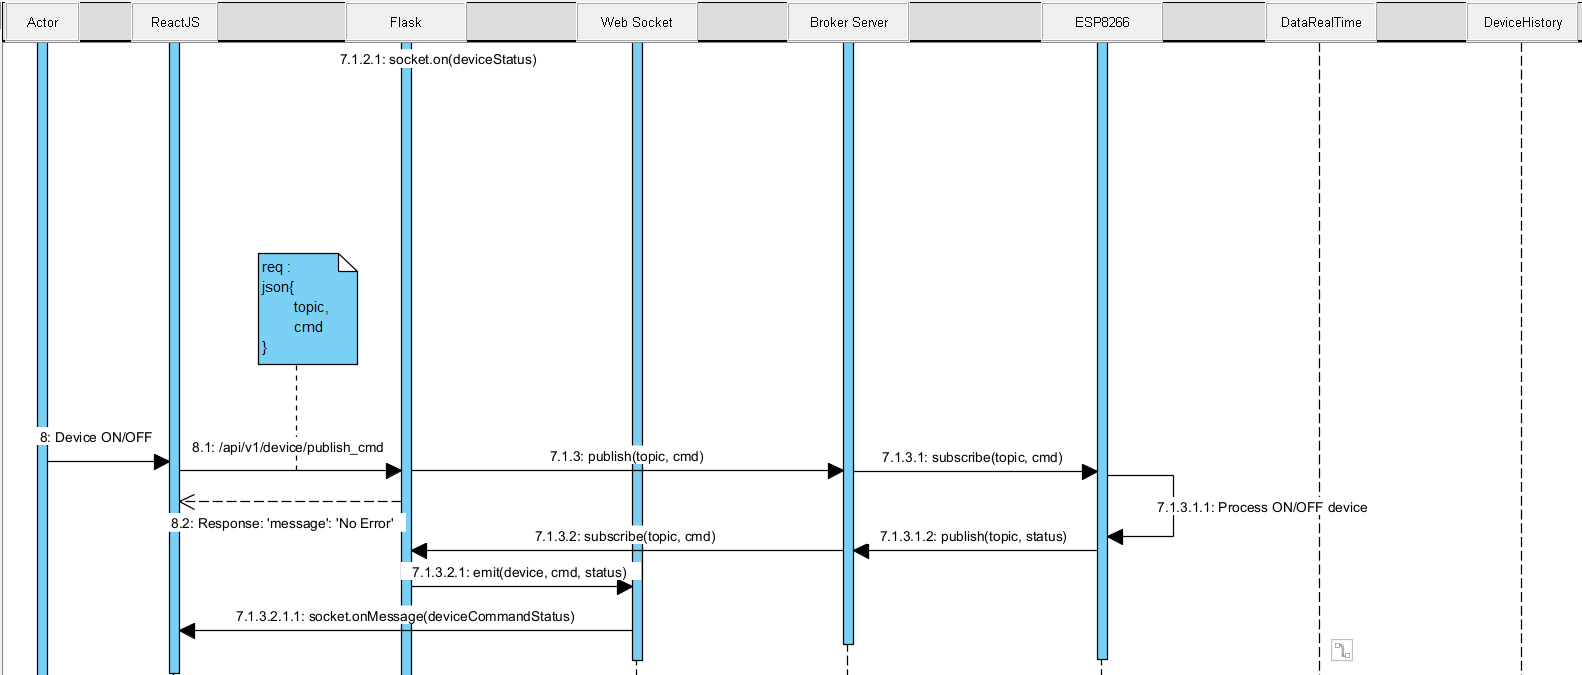 Actor
ReactJS
Flask
Web Socket
Broker Server
ESP8266
DataRealTime
DeviceHistory
7.1.2.1: socket.on(deviceStatus)
req :
json{
topic,
cmd
}
8: Device ON/OFF
8.1: /api/v1/device/publish_cmd
7.1.3: publish(topic, cmd)
7.1.3.1: subscribe(topic, cmd)
7.1.3.1.1: Process ON/OFF device
8.2: Response: 'message': 'No Error'
7.1.3.2: subscribe(topic, cmd)
7.1.3.1.2: publish(topic, status)
7.1.3.2.1: emit(device, cmd, status)
7.1.3.2.1.1: socket.onMessage(deviceCommandStatus)